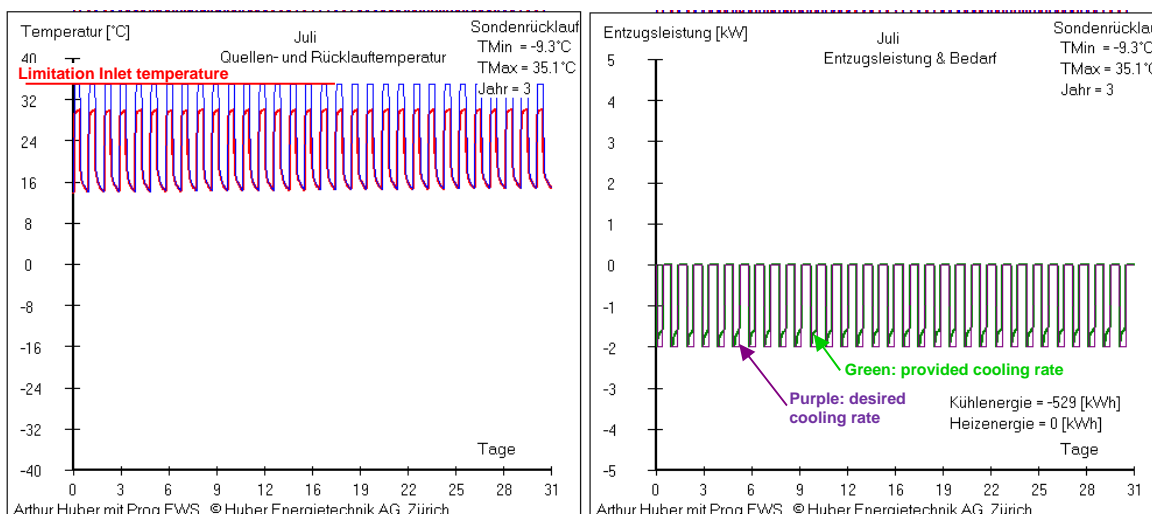 Temperatur [°C]
Juli
Quellen- und Rücklauftemperatur
Sondenrücklauf
TMin = -9.3°C
TMax = 35.1°C
Jahr = 3
Limitation Inlet temperature
40
32
24
16
8
0
-8
-16
-24
-32
-40
Tage
0 3 6 9 12 15 18 22 25 28 31
Arthur Huber mit Prog EWS © Huber Energietechnik AG, Zürich
Entzugsleistung [kW]
Juli
Entzugsleistung & Bedarf
Sondenrücklauf
TMin = -9.3°C
TMax = 35.1°C
Jahr = 3
5
4
3
2
1
0
-1
-2
-3
-4
-5
Green: provided cooling rate
Purple: desired
cooling rate
Kühlenergie = -529 [kWh]
Heizenergie = 0 [kWh]
Tage
0 3 6 9 12 15 18 22 25 28 31
Arthur Huber mit Prog EWS © Huber Energietechnik AG, Zürich